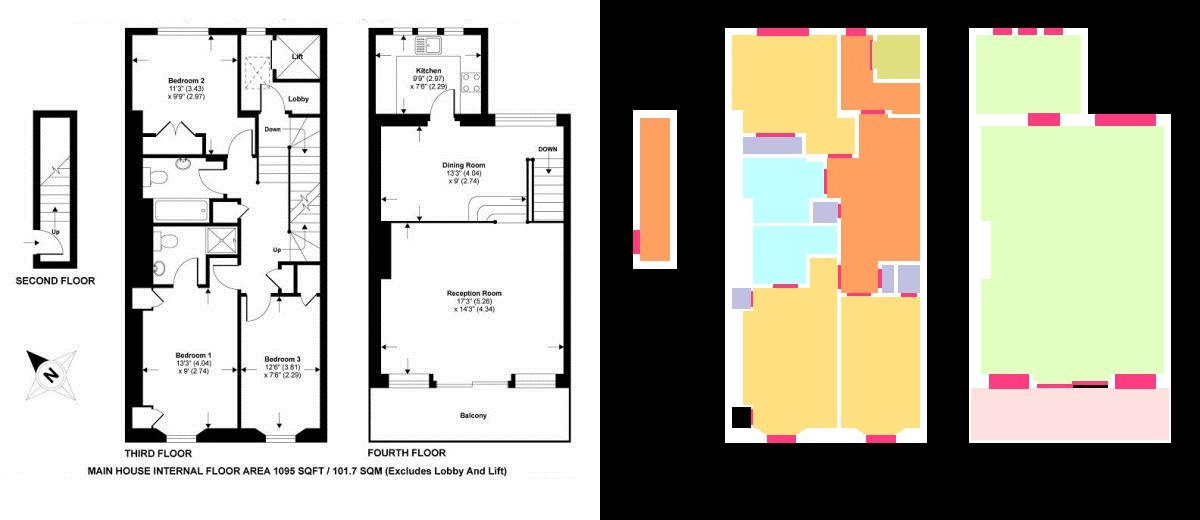 Lift
Bedroom 2
11'3" (3.43)
x 9'9" (2.97)
Lobby
Down
Up
Up
SECOND FLOOR
Bedroom 1
13'3" (4.04)
x 9' (2.74)
Bedroom 3
12'6" (3.81)
x 7'6" (2.29)
N
THIRD FLOOR
Kitchen
9'9" (2.97)
x 7'6" (2.29)
DOWN
Dining Room
13'3" (4.04)
x 9' (2.74)
Reception Room
17'3" (5.26)
x 14'3" (4.34)
Balcony
FOURTH FLOOR
MAIN HOUSE INTERNAL FLOOR AREA 1095 SQFT / 101.7 SQM (Excludes Lobby And Lift)